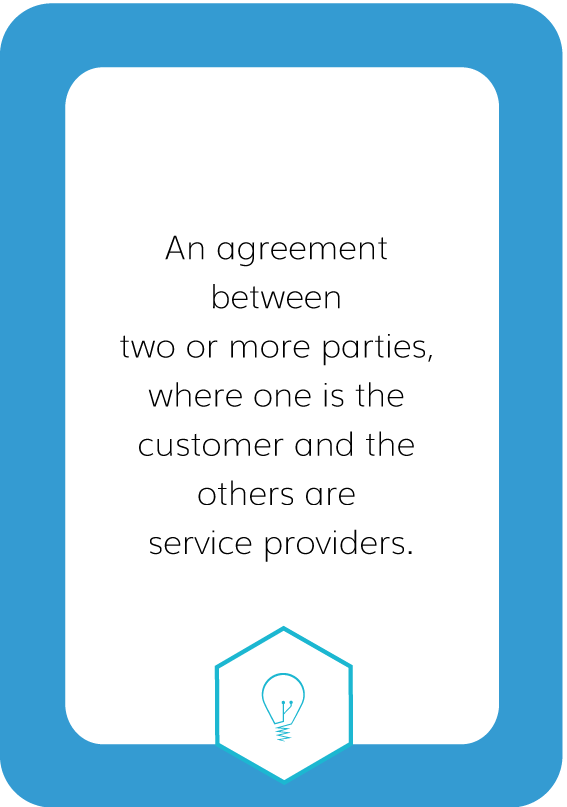 An agreement
between
two or more parties,
where one is the
customer and the
others are
service providers.